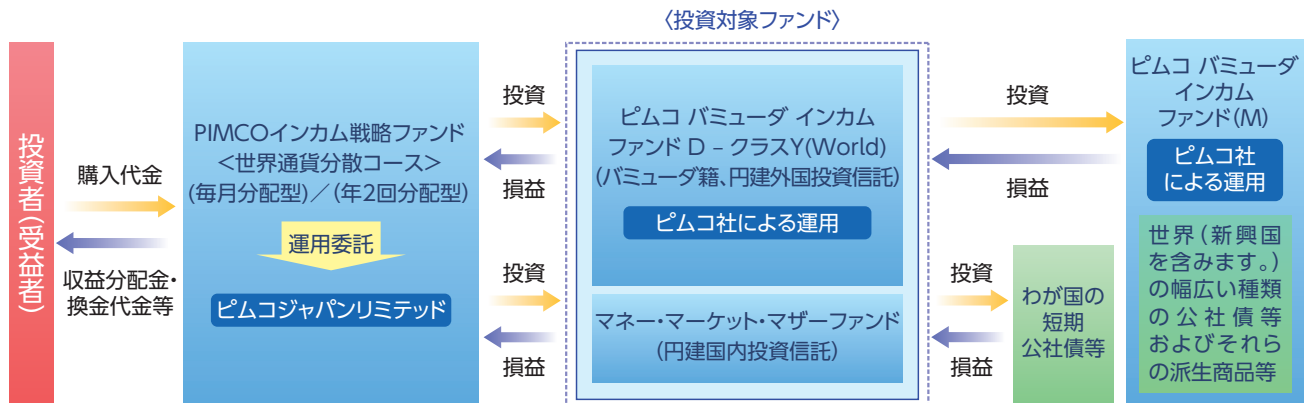 〈投資対象ファンド〉
投資者(受益者)
購入代金
収益分配金・
換金代金等
PIMCOインカム戦略ファンド
<世界通貨分散コース>
(毎月分配型)／(年2回分配型)
運用委託
ピムコジャパンリミテッド
投資
損益
投資
損益
ピムコ バミューダ インカム
ファンド D – クラスY(World)
(バミューダ籍、円建外国投資信託)
ピムコ社による運用
マネー・マーケット・マザーファンド
(円建国内投資信託)
投資
損益
投資
損益
わが国の
短期
公社債等
ピムコ バミューダ
インカム
ファンド(M)
ピムコ社
による運用
世界(新興国
を含みます。)
の幅広い種類
の公社債等
およびそれら
の派生商品等